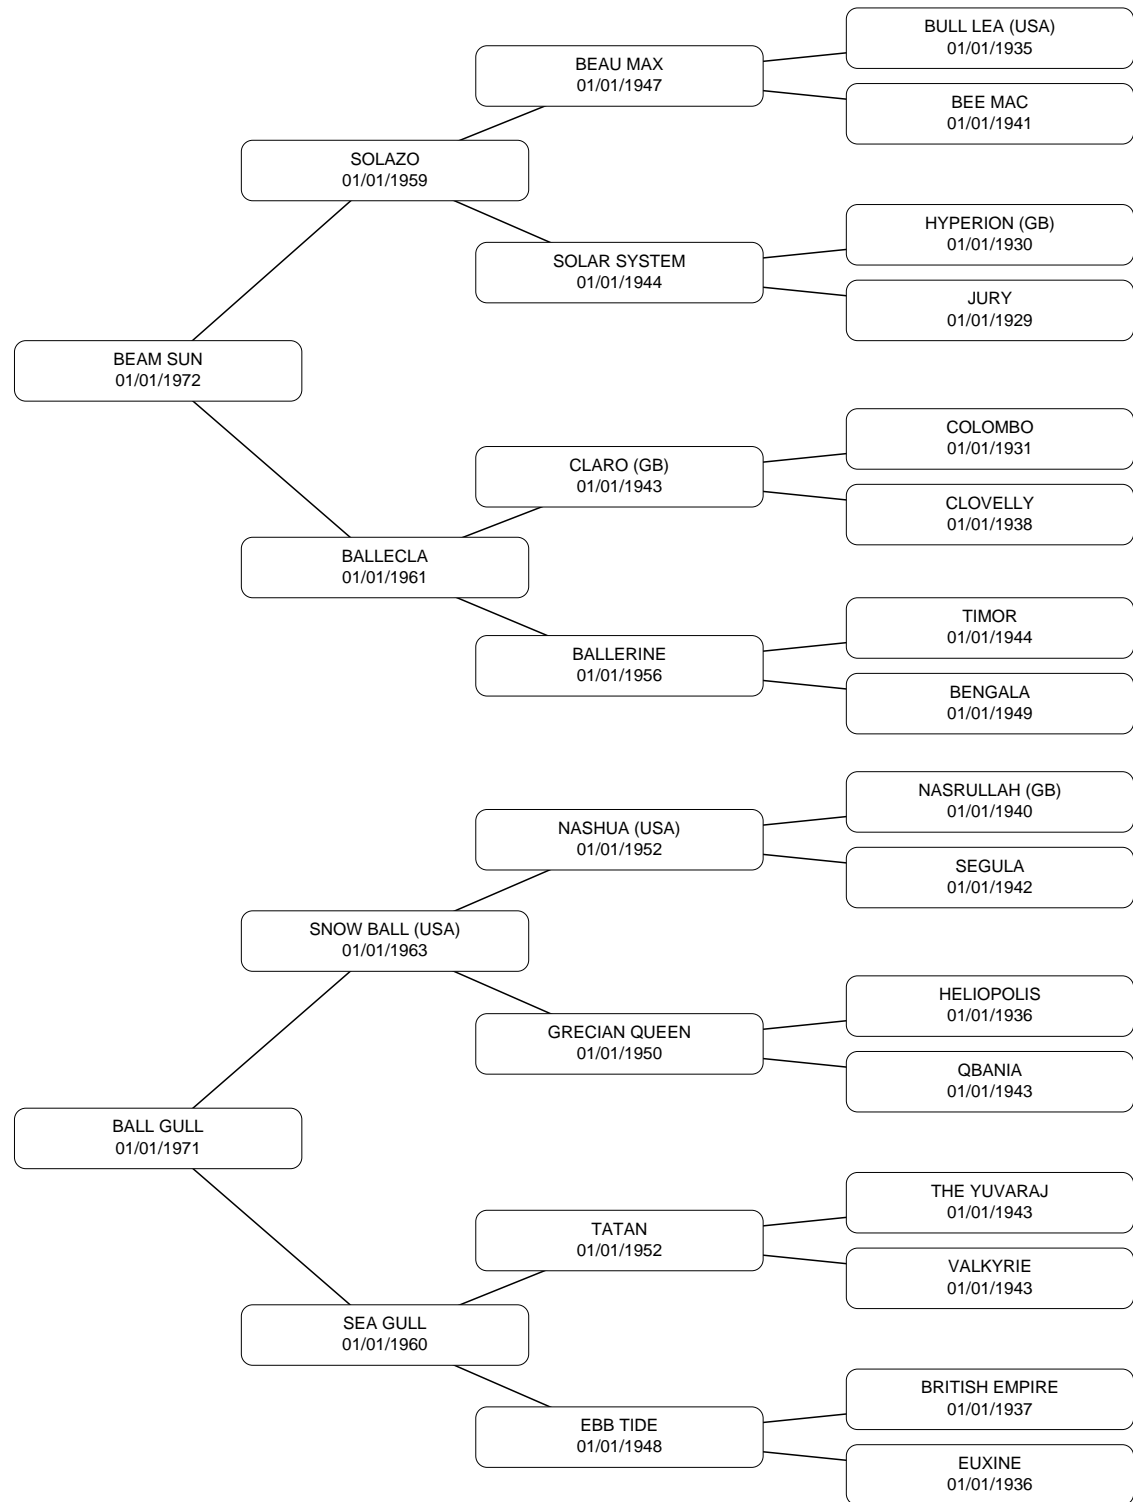 BULL LEA (USA)
01/01/1935
BEAU MAX
01/01/1947
BEE MAC
01/01/1941
SOLAZO
01/01/1959
HYPERION (GB)
01/01/1930
SOLAR SYSTEM
01/01/1944
JURY
01/01/1929
BEAM SUN
01/01/1972
COLOMBO
01/01/1931
CLARO (GB)
01/01/1943
CLOVELLY
01/01/1938
BALLECLA
01/01/1961
TIMOR
01/01/1944
BALLERINE
01/01/1956
BENGALA
01/01/1949
NASRULLAH (GB)
01/01/1940
NASHUA (USA)
01/01/1952
SEGULA
01/01/1942
SNOW BALL (USA)
01/01/1963
HELIOPOLIS
01/01/1936
GRECIAN QUEEN
01/01/1950
QBANIA
01/01/1943
BALL GULL
01/01/1971
THE YUVARAJ
01/01/1943
TATAN
01/01/1952
VALKYRIE
01/01/1943
SEA GULL
01/01/1960
BRITISH EMPIRE
01/01/1937
EBB TIDE
01/01/1948
EUXINE
01/01/1936